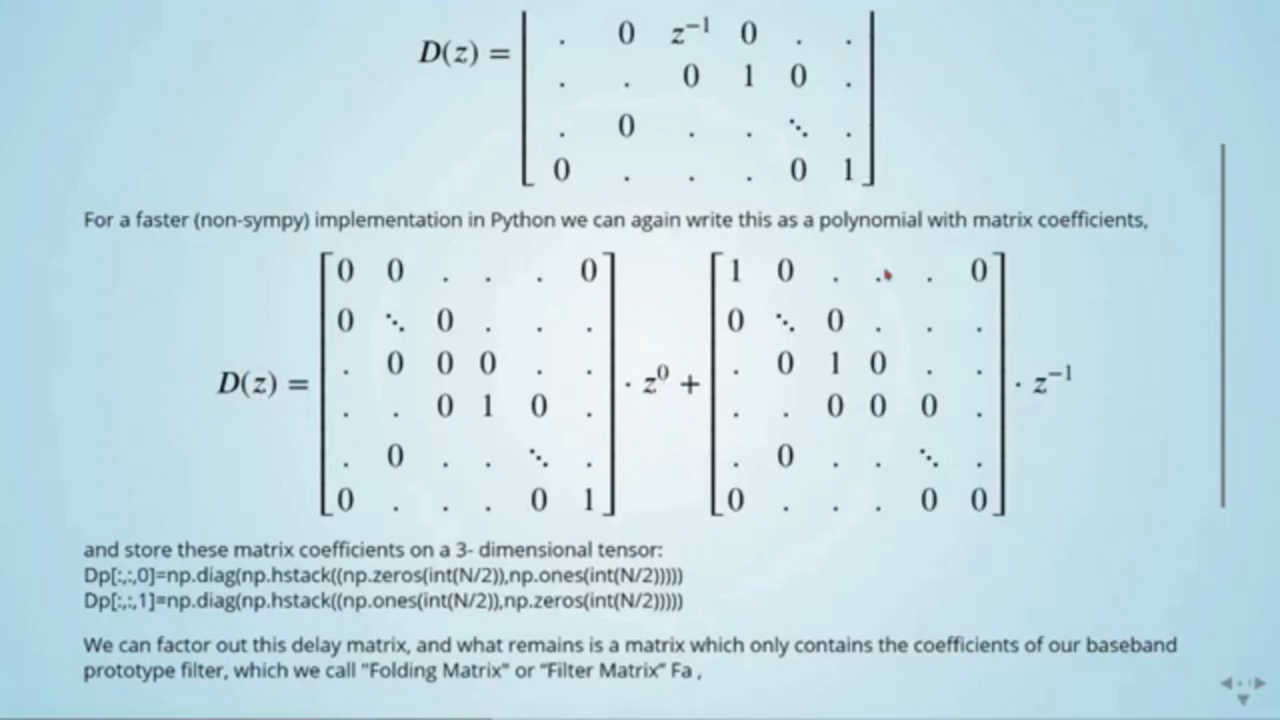 . 0 z⁻¹ 0 . .
D(z) =
. . 0 1 0 .
. 0 . . ⋱ .
0 . . . 0 1
For a faster (non-sympy) implementation in Python we can again write this as a polynomial with matrix coefficients,
0 0 . . . 0 1 0 . . . 0
0 ⋱ 0 . . . 0 ⋱ 0 . . .
. 0 0 0 . . . 0 1 0 . .
D(z) = · z⁰ + · z⁻¹
. . 0 1 0 . . . 0 0 0 .
. 0 . . ⋱ . . 0 . . ⋱ .
0 . . . 0 1 0 . . . 0 0
and store these matrix coefficients on a 3- dimensional tensor:
Dp[:,:,0]=np.diag(np.hstack((np.zeros(int(N/2)),np.ones(int(N/2)))))
Dp[:,:,1]=np.diag(np.hstack((np.ones(int(N/2)),np.zeros(int(N/2)))))
We can factor out this delay matrix, and what remains is a matrix which only contains the coefficients of our baseband
prototype filter, which we call "Folding Matrix" or "Filter Matrix" Fa ,